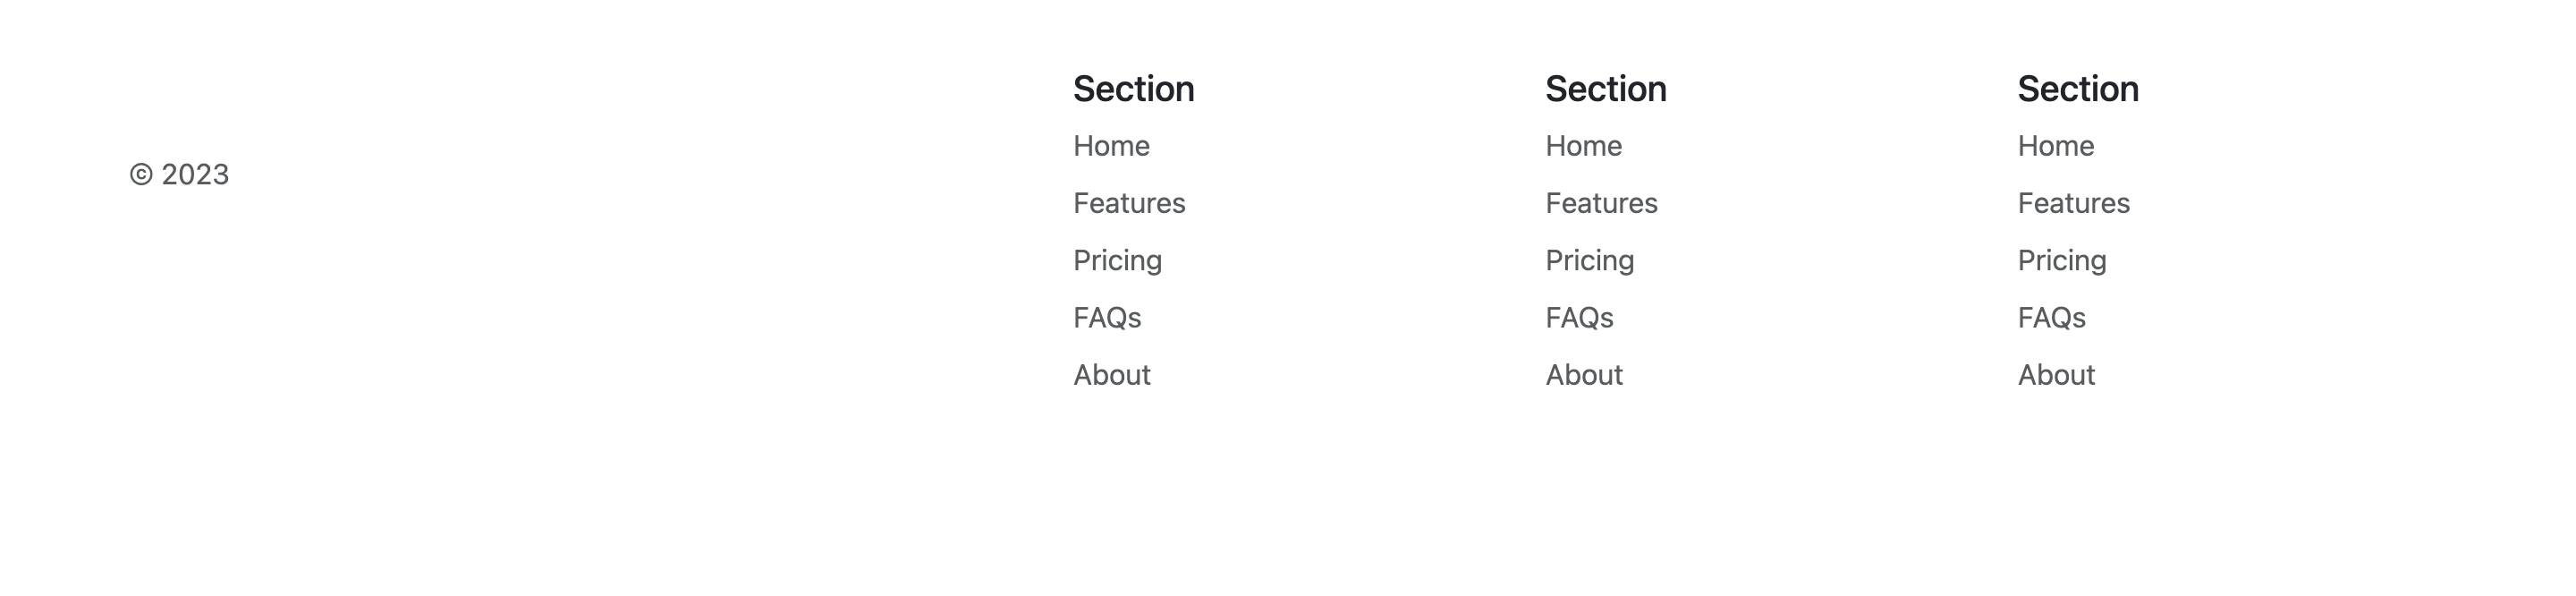 © 2023
Section
Home
Features
Pricing
FAQs
About
Section
Home
Features
Pricing
FAQs
About
Section
Home
Features
Pricing
FAQs
About